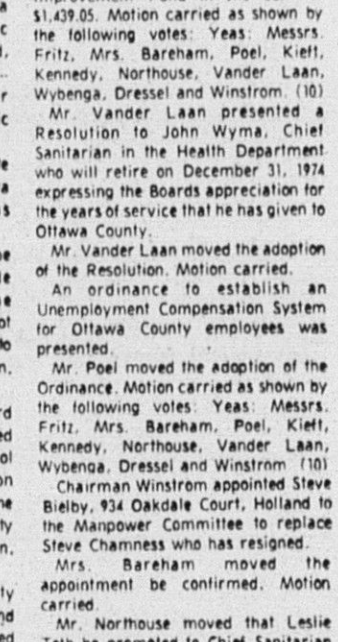 $1,439.05. Motion carried as shown by
the following votes: Yeas: Messrs.
Fritz, Mrs. Bareham, Poel, Kieft,
Kennedy, Northouse, Vander Laan,
Wybenga, Dressel and Winstrom. (10)
Mr. Vander Laan presented a
Resolution to John Wyma, Chief
Sanitarian in the Health Department
who will retire on December 31, 1974
expressing the Boards appreciation for
the years of service that he has given to
Ottawa County.
Mr. Vander Laan moved the adoption
of the Resolution. Motion carried.
An ordinance to establish an
Unemployment Compensation System
for Ottawa County employees was
presented.
Mr. Poel moved the adoption of the
Ordinance. Motion carried as shown by
the following votes: Yeas: Messrs.
Fritz, Mrs. Bareham, Poel, Kieft,
Kennedy, Northouse, Vander Laan,
Wybenga, Dressel and Winstrom (10)
Chairman Winstrom appointed Steve
Bielby, 934 Oakdale Court, Holland to
the Manpower Committee to replace
Steve Chamness who has resigned.
Mrs. Bareham moved the
appointment be confirmed. Motion
carried.
Mr. Northouse moved that Leslie